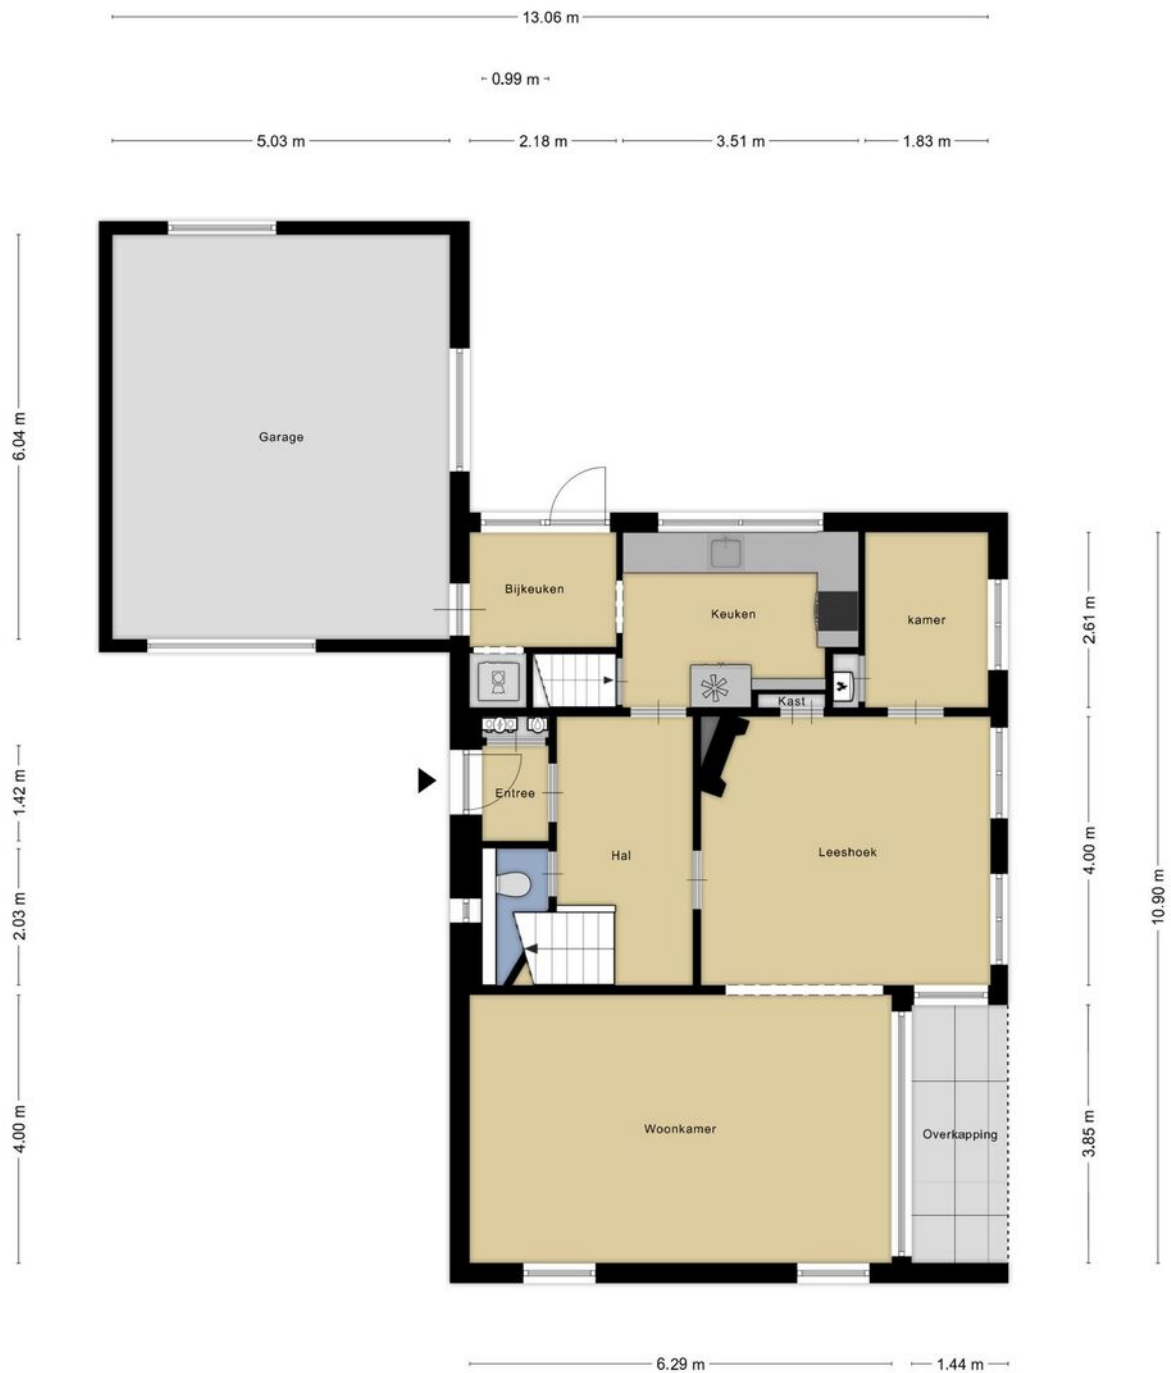 13.06 m
0.99 m
5.03 m
2.18 m
3.51 m
1.83 m
6.04 m
Garage
Bijkeuken
Keuken
kamer
2.61 m
Kast
1.42 m
Entree
Hal
Leeshoek
4.00 m
10.90 m
2.03 m
4.00 m
Woonkamer
Overkapping
3.85 m
6.29 m
1.44 m